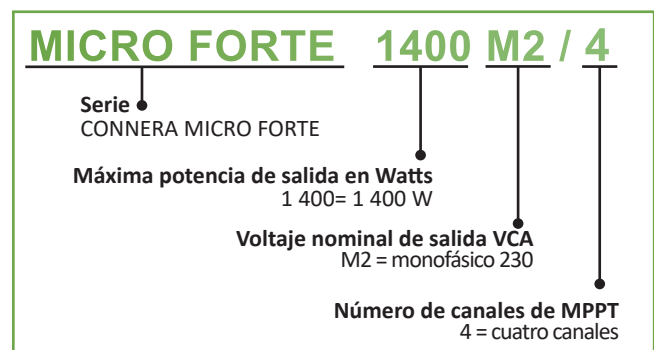 MICRO FORTE 1400 M2 / 4
Serie
CONNERA MICRO FORTE
Máxima potencia de salida en Watts
1 400= 1 400 W
Voltaje nominal de salida VCA
M2 = monofásico 230
Número de canales de MPPT
4 = cuatro canales